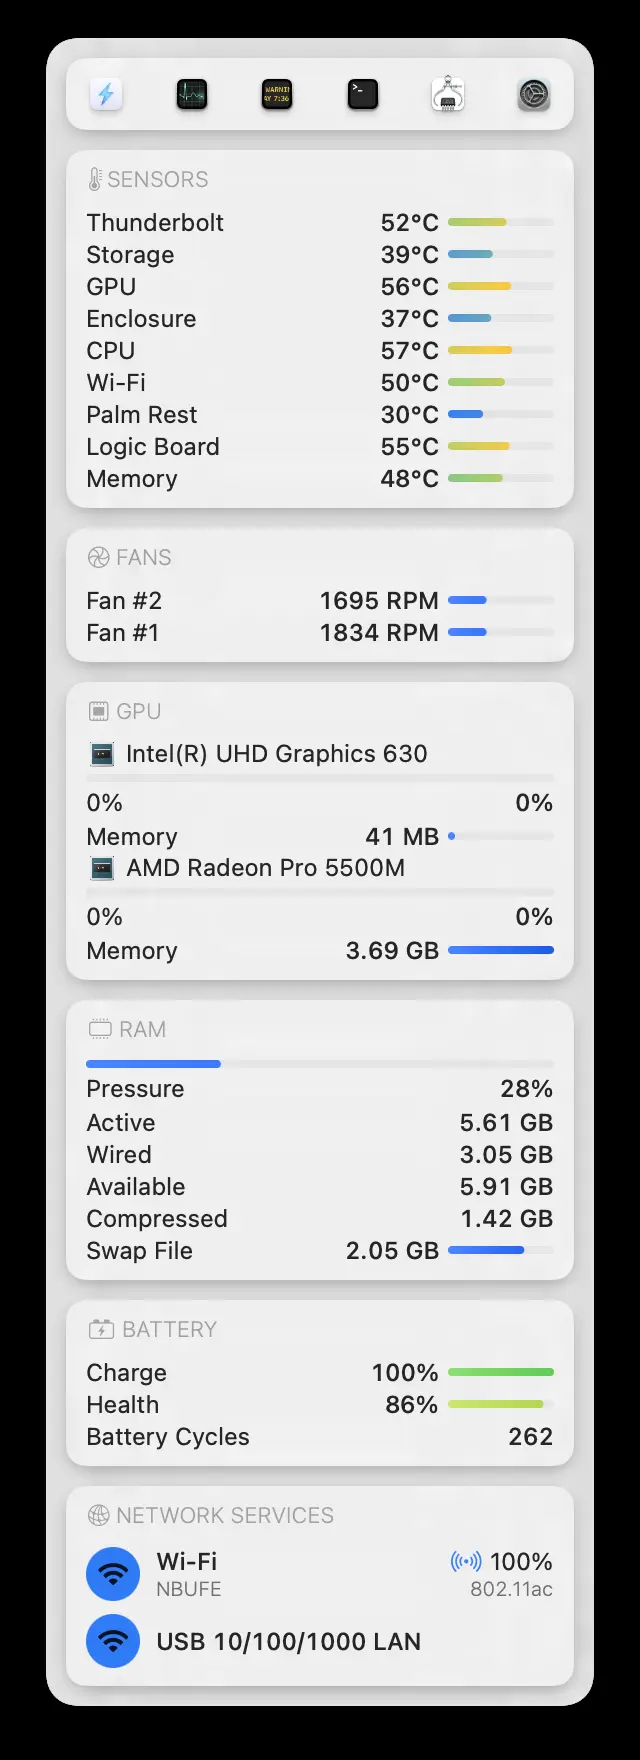 WARNIN
AY 7:36
>_
SENSORS
Thunderbolt 52°C
Storage 39°C
GPU 56°C
Enclosure 37°C
CPU 57°C
Wi-Fi 50°C
Palm Rest 30°C
Logic Board 55°C
Memory 48°C
FANS
Fan #2 1695 RPM
Fan #1 1834 RPM
GPU
Intel(R) UHD Graphics 630
0% 0%
Memory 41 MB
AMD Radeon Pro 5500M
0% 0%
Memory 3.69 GB
RAM
Pressure 28%
Active 5.61 GB
Wired 3.05 GB
Available 5.91 GB
Compressed 1.42 GB
Swap File 2.05 GB
BATTERY
Charge 100%
Health 86%
Battery Cycles 262
NETWORK SERVICES
Wi-Fi 100%
NBUFE 802.11ac
USB 10/100/1000 LAN